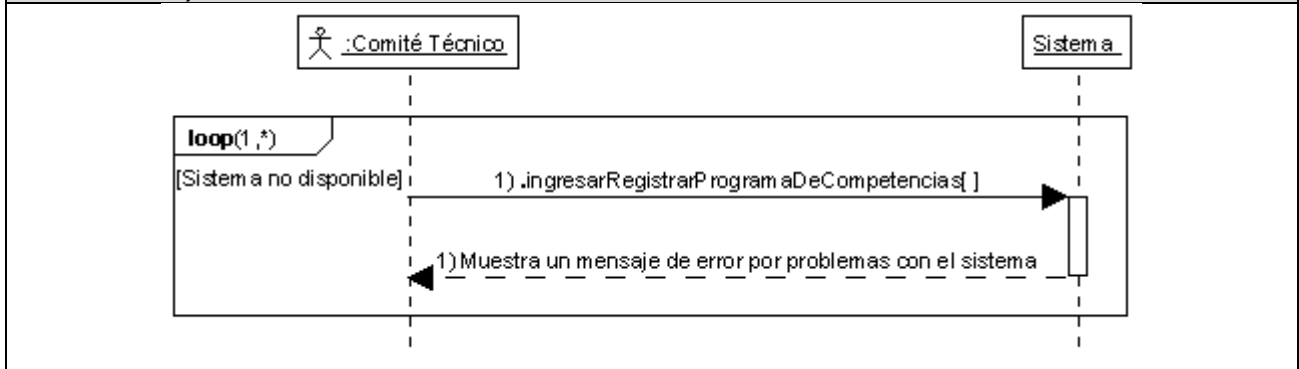 :Comité Técnico
Sistema
loop(1,*)
[Sistema no disponible]
1) .ingresarRegistrarProgramaDeCompetencias[ ]
1)Muestra un mensaje de error por problemas con el sistema